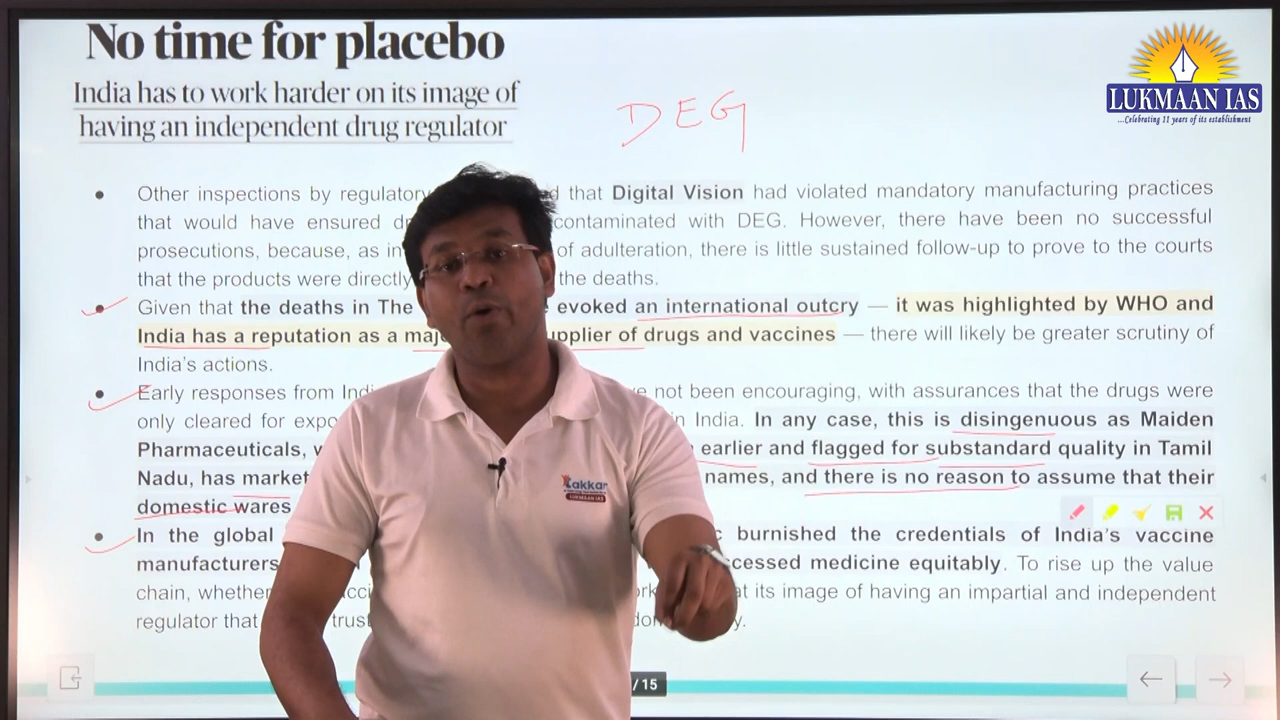 No time for placebo
India has to work harder on its image of
having an independent drug regulator
DEG
LUKMAAN IAS
...Celebrating 11 years of its establishment
Other inspections by regulatory that Digital Vision had violated mandatory manufacturing practices
that would have ensured contaminated with DEG. However, there have been no successful
prosecutions, because, as in of adulteration, there is little sustained follow-up to prove to the courts
that the products were directly the deaths.
Given that the deaths in The evoked an international outcry — it was highlighted by WHO and
India has a reputation as a of drugs and vaccines — there will likely be greater scrutiny of
India's actions.
Early responses from not been encouraging, with assurances that the drugs were
only cleared for in India. In any case, this is disingenuous as Maiden
Pharmaceuticals, earlier and flagged for substandard quality in Tamil
Nadu, has names, and there is no reason to assume that their
domestic wares
In the global burnished the credentials of India's vaccine
manufacturers medicine equitably. To rise up the value
chain, whether at its image of having an impartial and independent
regulator that
Lakkan
LUKMAAN IAS
/ 15